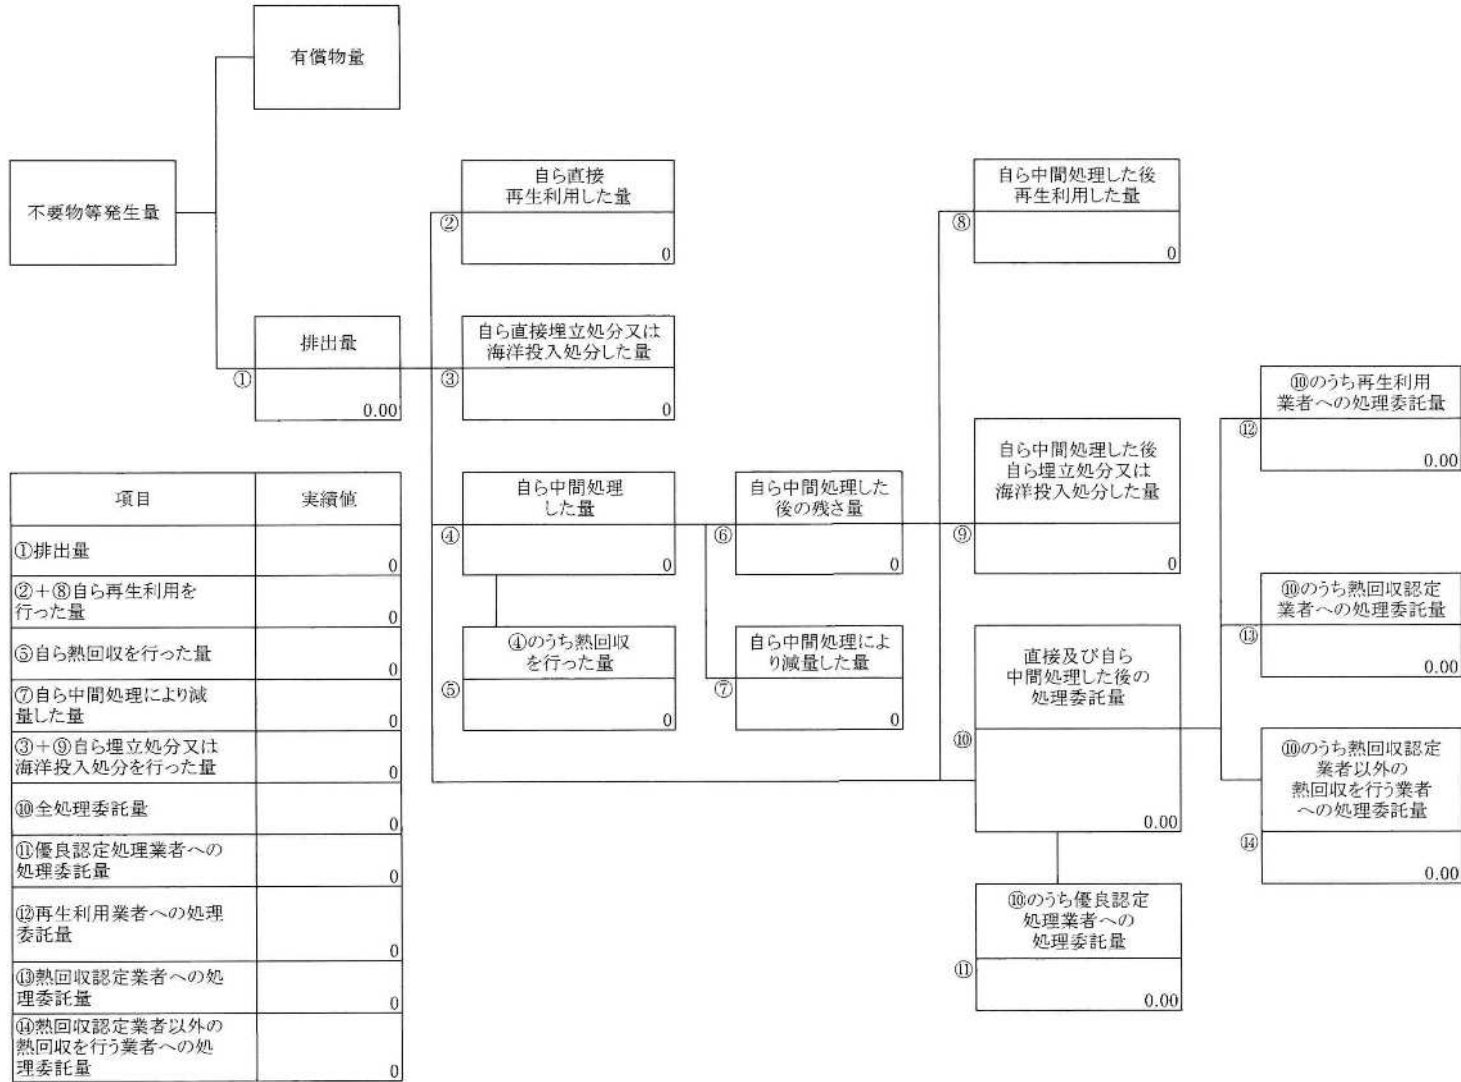 有償物量
不要物等発生量
①
排出量
0.00
②
自ら直接
再生利用した量
0
③
自ら直接埋立処分又は
海洋投入処分した量
0
④
自ら中間処理
した量
0
⑤
④のうち熱回収
を行った量
0
⑥
自ら中間処理した
後の残さ量
0
⑦
自ら中間処理によ
り減量した量
0
⑧
自ら中間処理した後
再生利用した量
0
⑨
自ら中間処理した後
自ら埋立処分又は
海洋投入処分した量
0
⑩
直接及び自ら
中間処理した後の
処理委託量
0.00
⑪
⑩のうち優良認定
処理業者への
処理委託量
0.00
⑫
⑩のうち再生利用
業者への処理委託量
0.00
⑬
⑩のうち熱回収認定
業者への処理委託量
0.00
⑭
⑩のうち熱回収認定
業者以外の
熱回収を行う業者
への処理委託量
0.00
項目 実績値
①排出量 0
②+⑧自ら再生利用を
行った量 0
⑤自ら熱回収を行った量 0
⑦自ら中間処理により減
量した量 0
③+⑨自ら埋立処分又は
海洋投入処分を行った量 0
⑩全処理委託量 0
⑪優良認定処理業者への
処理委託量 0
⑫再生利用業者への処理
委託量 0
⑬熱回収認定業者への処
理委託量 0
⑭熱回収認定業者以外の
熱回収を行う業者への処
理委託量 0